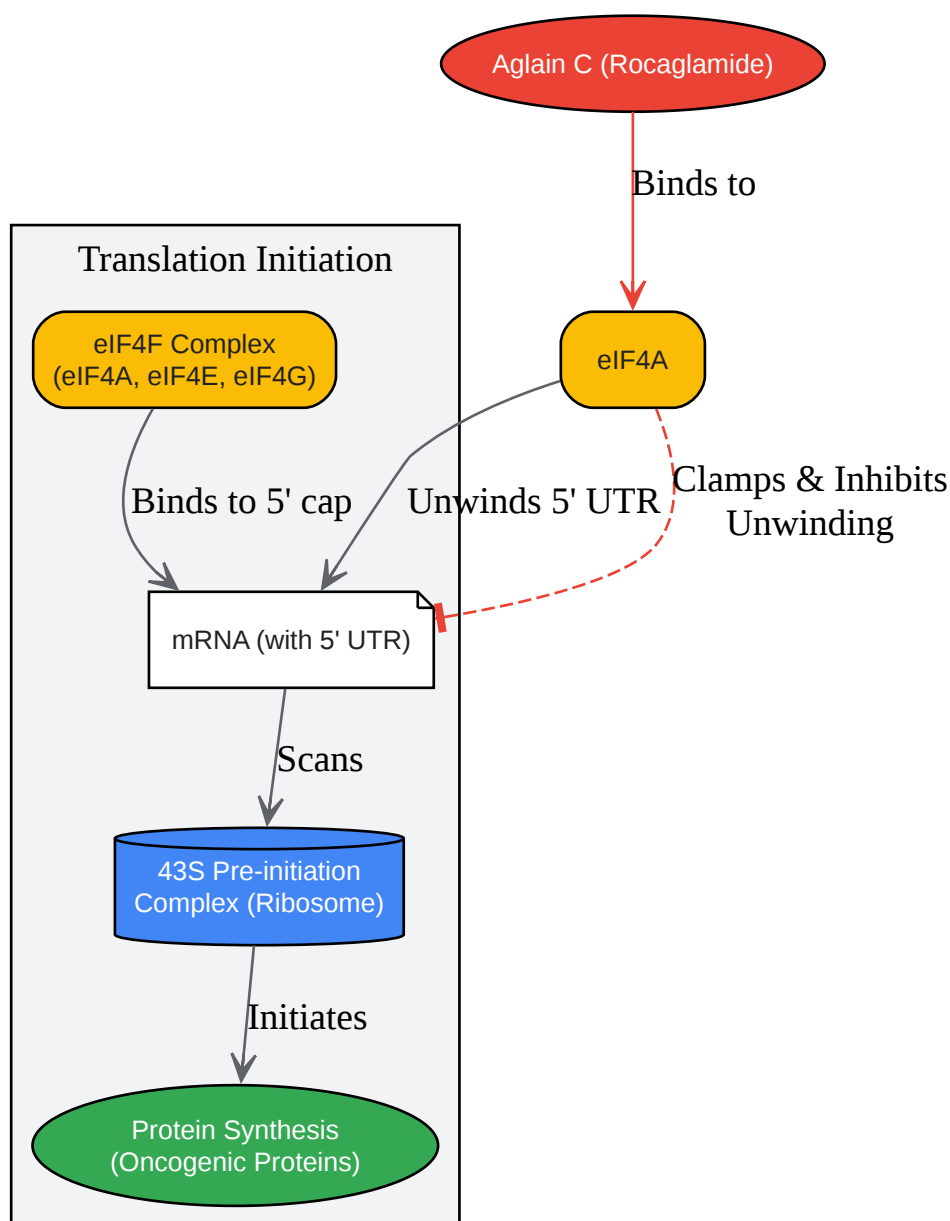 Aglain C (Rocaglamide)
Binds to
Translation Initiation
eIF4F Complex
(eIF4A, eIF4E, eIF4G)
eIF4A
Binds to 5' cap
Unwinds 5' UTR
Clamps & Inhibits
Unwinding
mRNA (with 5' UTR)
Scans
43S Pre-initiation
Complex (Ribosome)
Initiates
Protein Synthesis
(Oncogenic Proteins)